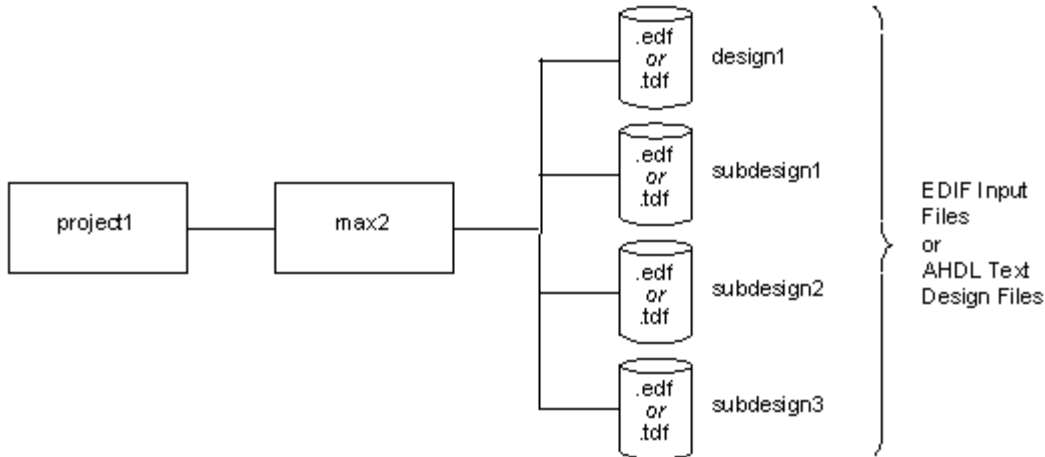 .edf
or
.tdf
design1
.edf
or
.tdf
subdesign1
project1
max2
EDIF Input
Files
or
AHDL Text
Design Files
.edf
or
.tdf
subdesign2
.edf
or
.tdf
subdesign3